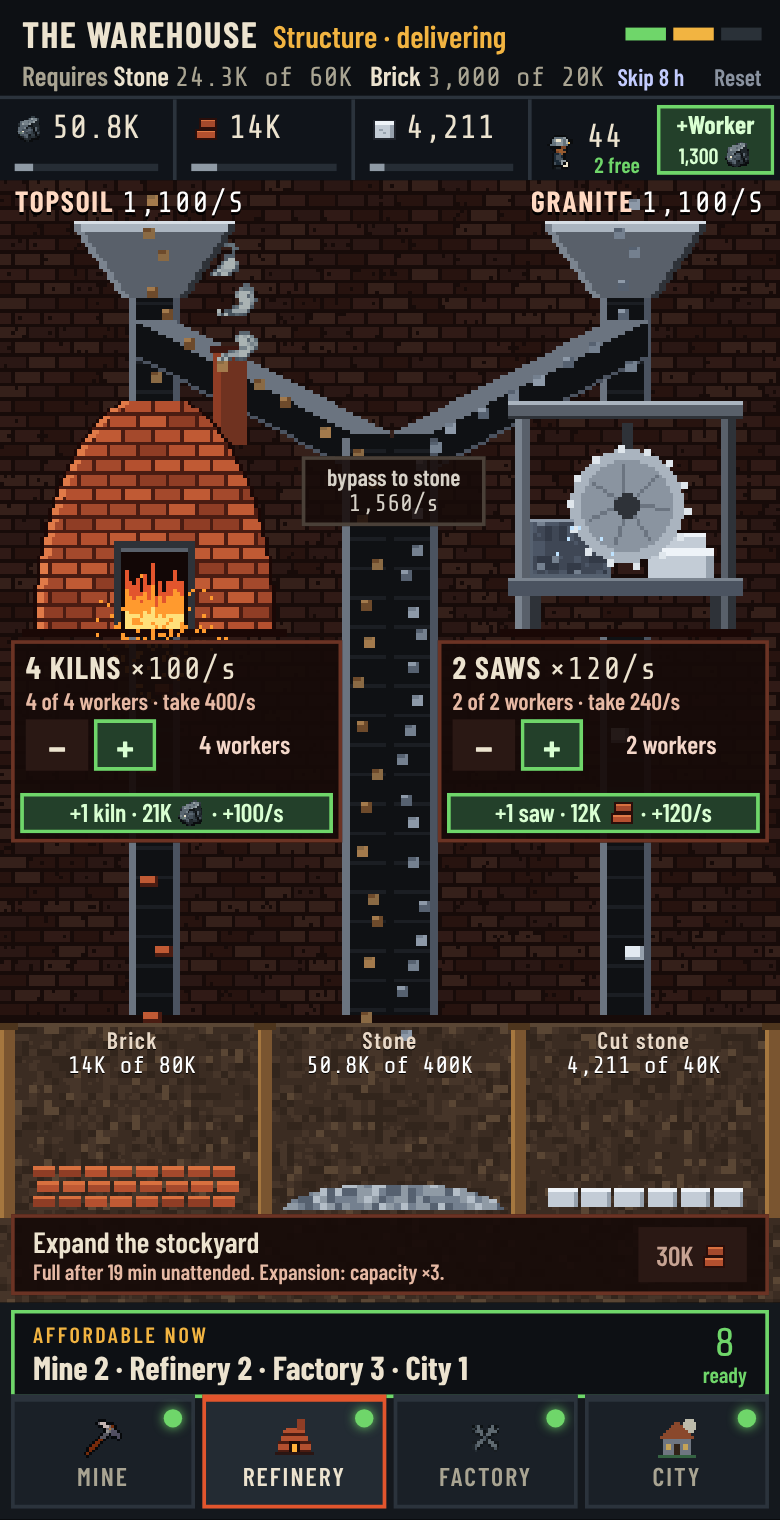 THE WAREHOUSE Structure · delivering
Requires Stone 24.3K of 60K Brick 3,000 of 20K Skip 8 h Reset
50.8K 14K 4,211 44 2 free +Worker 1,300
TOPSOIL 1,100/S
GRANITE 1,100/S
bypass to stone
1,560/s
4 KILNS ×100/s
4 of 4 workers · take 400/s
– + 4 workers
+1 kiln · 21K · +100/s
2 SAWS ×120/s
2 of 2 workers · take 240/s
– + 2 workers
+1 saw · 12K · +120/s
Brick
14K of 80K
Stone
50.8K of 400K
Cut stone
4,211 of 40K
Expand the stockyard
Full after 19 min unattended. Expansion: capacity ×3.
30K
AFFORDABLE NOW
Mine 2 · Refinery 2 · Factory 3 · City 1
8
ready
MINE REFINERY FACTORY CITY